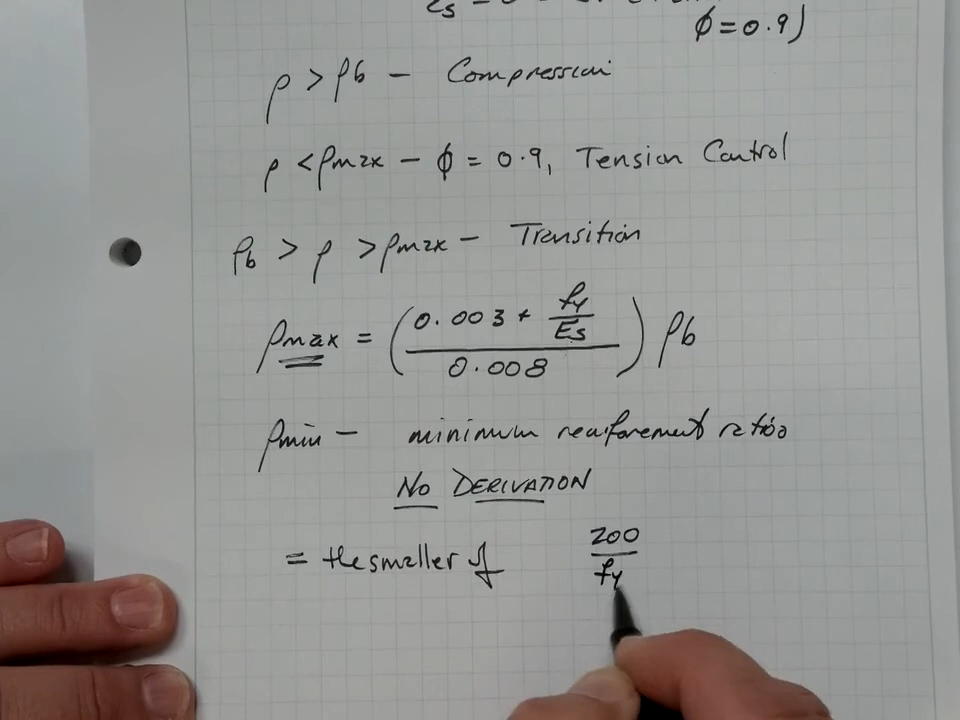 φ = 0.9)
ρ > ρb – Compression
ρ < ρmax – φ = 0.9, Tension Control
ρb > ρ > ρmax – Transition
ρmax = ( (0.003 + fy/Es) / 0.008 ) ρb
ρmin – minimum reinforement ratio
NO DERIVATION
= the smaller of 200/fy